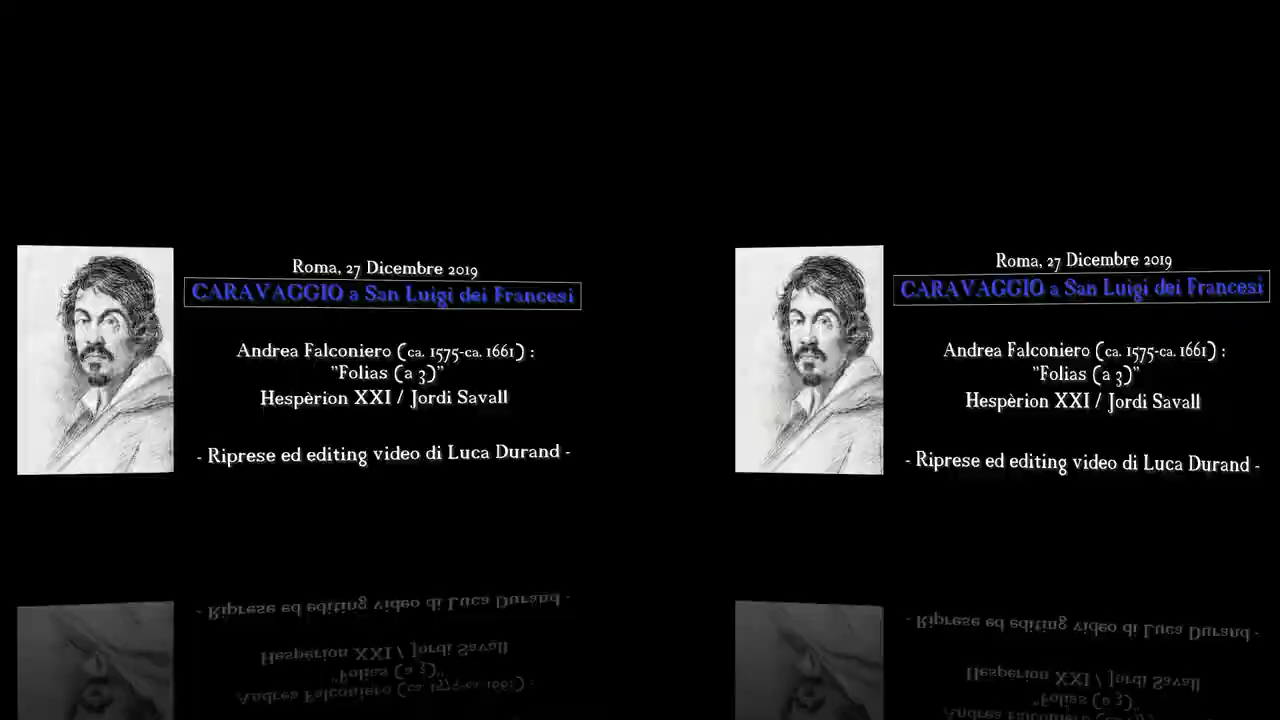 Roma, 27 Dicembre 2019
CARAVAGGIO a San Luigi dei Francesi
Andrea Falconiero (ca. 1575-ca. 1661) :
"Folias (a 3)"
Hespèrion XXI / Jordi Savall
- Riprese ed editing video di Luca Durand -
Roma, 27 Dicembre 2019
CARAVAGGIO a San Luigi dei Francesi
Andrea Falconiero (ca. 1575-ca. 1661) :
"Folias (a 3)"
Hespèrion XXI / Jordi Savall
- Riprese ed editing video di Luca Durand -